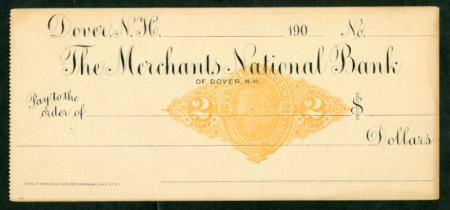 Dover, N.H. 190 No.
The Merchants National Bank
OF DOVER, N.H.
Pay to the
order of $
2 2
Dollars